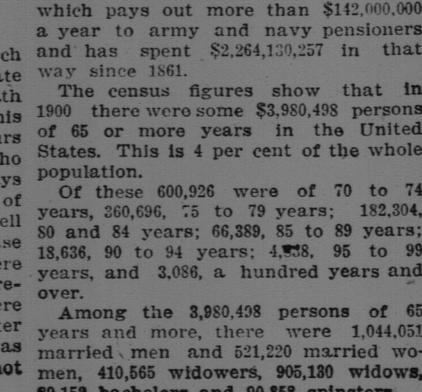 which pays out more than $142,000,000
a year to army and navy pensioners
and has spent $2,264,130,257 in that
way since 1861.
The census figures show that in
1900 there were some $3,980,498 persons
of 65 or more years in the United
States. This is 4 per cent of the whole
population.
Of these 600,926 were of 70 to 74
years, 360,696, 75 to 79 years; 182,304,
80 and 84 years; 66,389, 85 to 89 years;
18,636, 90 to 94 years; 95 to 99
years, and 3,086, a hundred years and
over.
Among the 3,980,498 persons of 65
years and more, there were 1,044,051
married men and 521,220 married wo-
men, 410,565 widowers, 905,130 widows,
bachelors and 90,858 spinsters